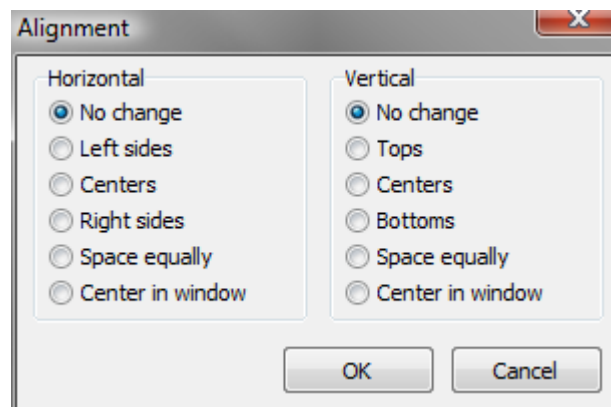 Alignment
Horizontal
No change
Left sides
Centers
Right sides
Space equally
Center in window
Vertical
No change
Tops
Centers
Bottoms
Space equally
Center in window
OK
Cancel